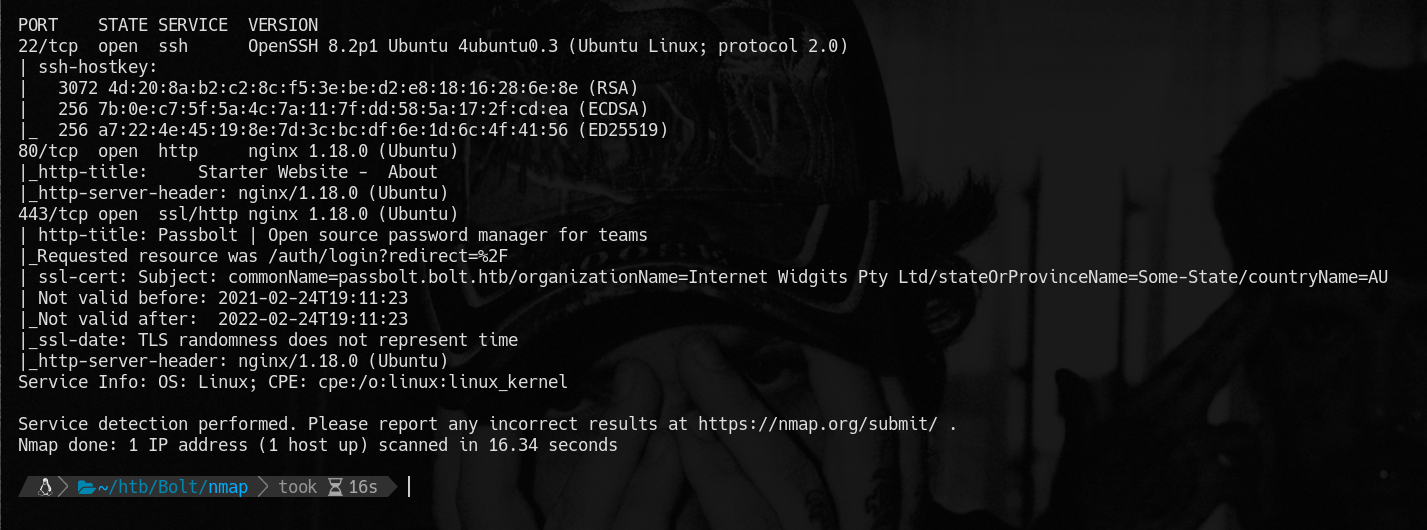 PORT    STATE SERVICE  VERSION
22/tcp  open  ssh      OpenSSH 8.2p1 Ubuntu 4ubuntu0.3 (Ubuntu Linux; protocol 2.0)
| ssh-hostkey:
|   3072 4d:20:8a:b2:c2:8c:f5:3e:be:d2:e8:18:16:28:6e:8e (RSA)
|   256 7b:0e:c7:5f:5a:4c:7a:11:7f:dd:58:5a:17:2f:cd:ea (ECDSA)
|_  256 a7:22:4e:45:19:8e:7d:3c:bc:df:6e:1d:6c:4f:41:56 (ED25519)
80/tcp  open  http     nginx 1.18.0 (Ubuntu)
|_http-title:     Starter Website -  About
|_http-server-header: nginx/1.18.0 (Ubuntu)
443/tcp open  ssl/http nginx 1.18.0 (Ubuntu)
| http-title: Passbolt | Open source password manager for teams
|_Requested resource was /auth/login?redirect=%2F
| ssl-cert: Subject: commonName=passbolt.bolt.htb/organizationName=Internet Widgits Pty Ltd/stateOrProvinceName=Some-State/countryName=AU
| Not valid before: 2021-02-24T19:11:23
|_Not valid after:  2022-02-24T19:11:23
|_ssl-date: TLS randomness does not represent time
|_http-server-header: nginx/1.18.0 (Ubuntu)
Service Info: OS: Linux; CPE: cpe:/o:linux:linux_kernel
Service detection performed. Please report any incorrect results at https://nmap.org/submit/ .
Nmap done: 1 IP address (1 host up) scanned in 16.34 seconds
~/htb/Bolt/nmap took 16s